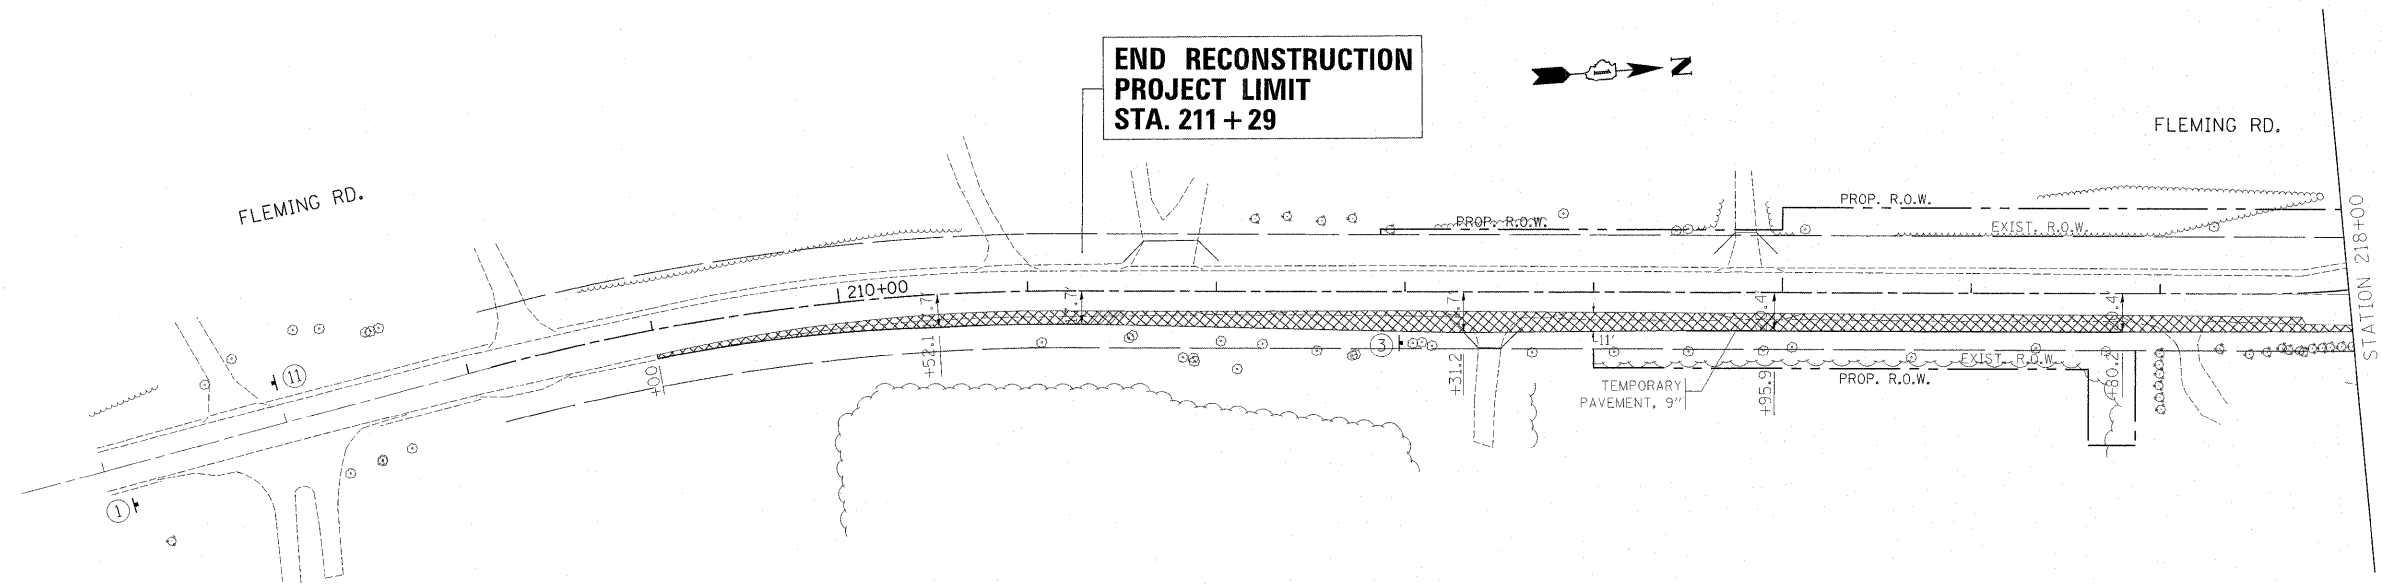 END RECONSTRUCTION
PROJECT LIMIT
STA. 211+29
N
FLEMING RD.
FLEMING RD.
PROP. R.O.W.
PROP. R.O.W.
EXIST. R.O.W.
STATION 218+00
210+00
11
1
3
+00
+52.1
+31.2
11'
+95.9
+80.2
TEMPORARY
PAVEMENT, 9"
EXIST. R.O.W.
PROP. R.O.W.